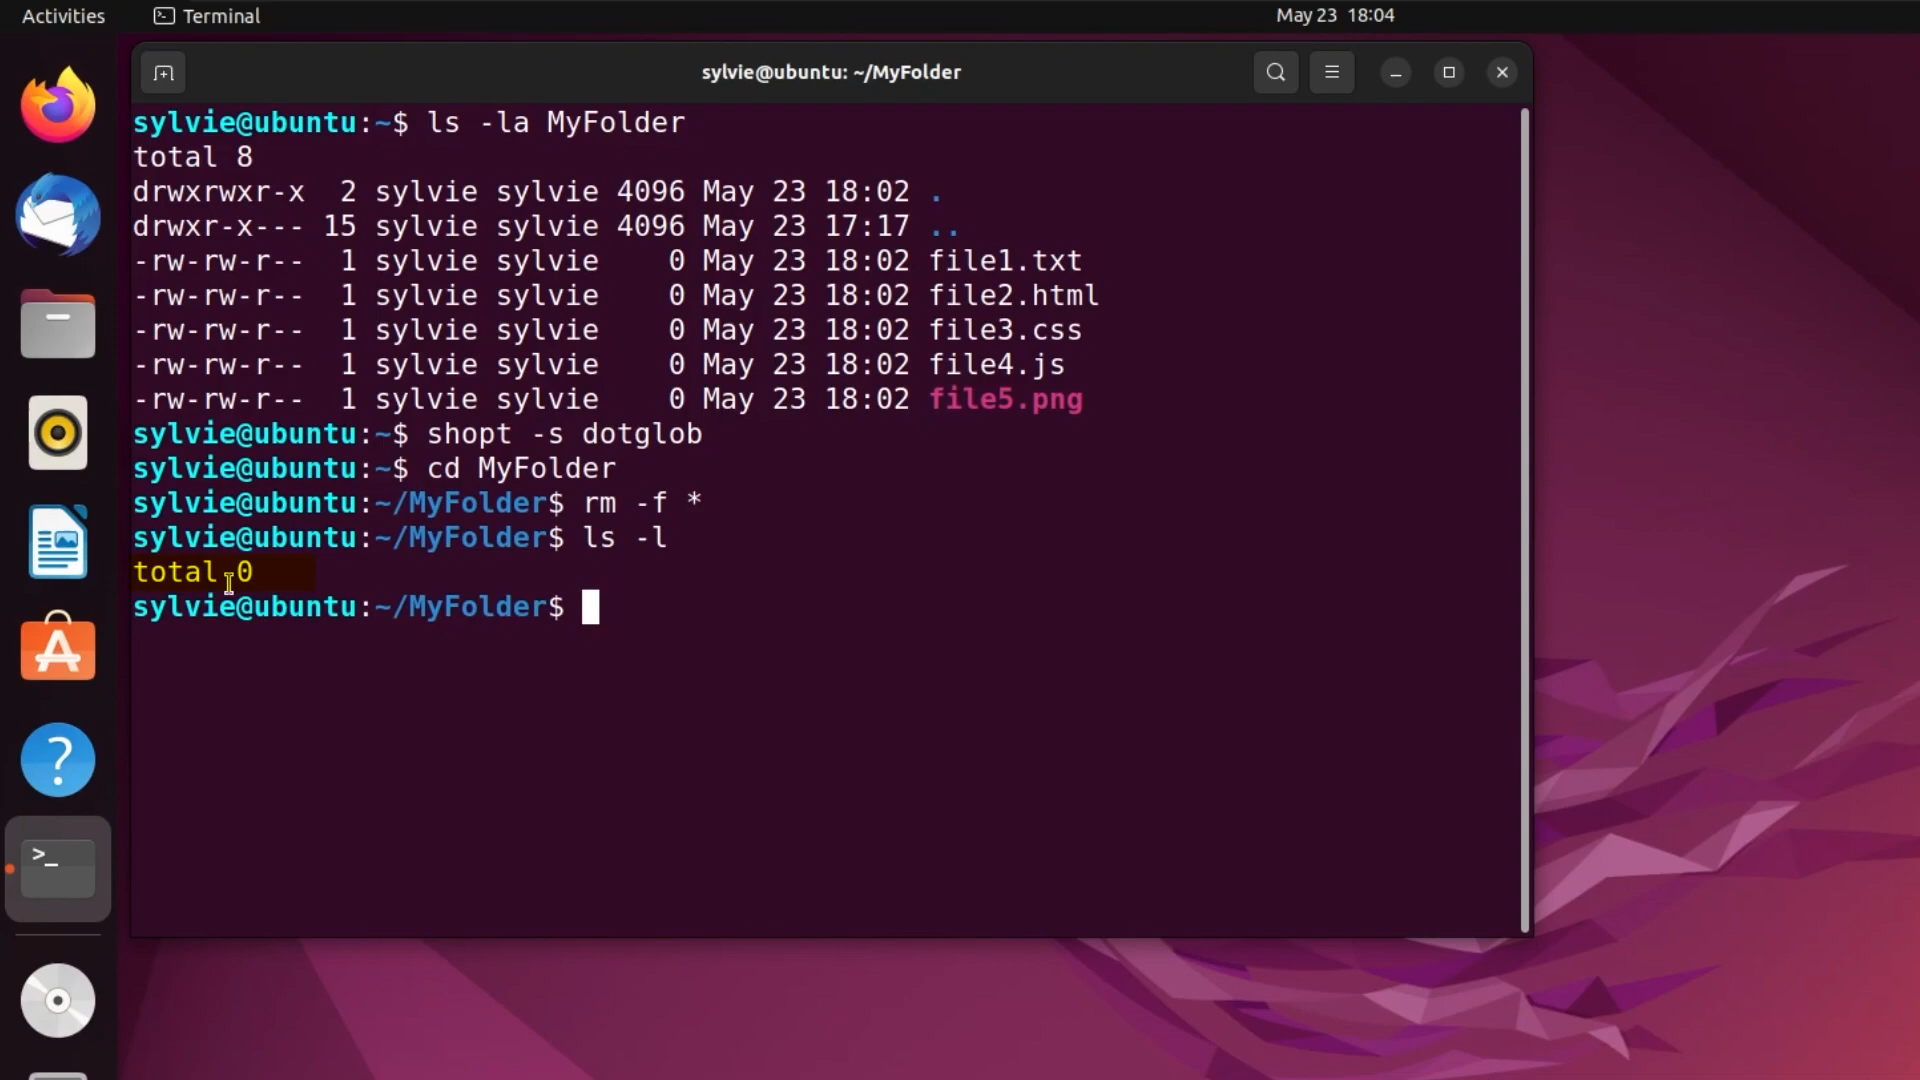 Activities Terminal May 23 18:04
sylvie@ubuntu: ~/MyFolder
sylvie@ubuntu:~$ ls -la MyFolder
total 8
drwxrwxr-x  2 sylvie sylvie 4096 May 23 18:02 .
drwxr-x--- 15 sylvie sylvie 4096 May 23 17:17 ..
-rw-rw-r--  1 sylvie sylvie    0 May 23 18:02 file1.txt
-rw-rw-r--  1 sylvie sylvie    0 May 23 18:02 file2.html
-rw-rw-r--  1 sylvie sylvie    0 May 23 18:02 file3.css
-rw-rw-r--  1 sylvie sylvie    0 May 23 18:02 file4.js
-rw-rw-r--  1 sylvie sylvie    0 May 23 18:02 file5.png
sylvie@ubuntu:~$ shopt -s dotglob
sylvie@ubuntu:~$ cd MyFolder
sylvie@ubuntu:~/MyFolder$ rm -f *
sylvie@ubuntu:~/MyFolder$ ls -l
total 0
sylvie@ubuntu:~/MyFolder$